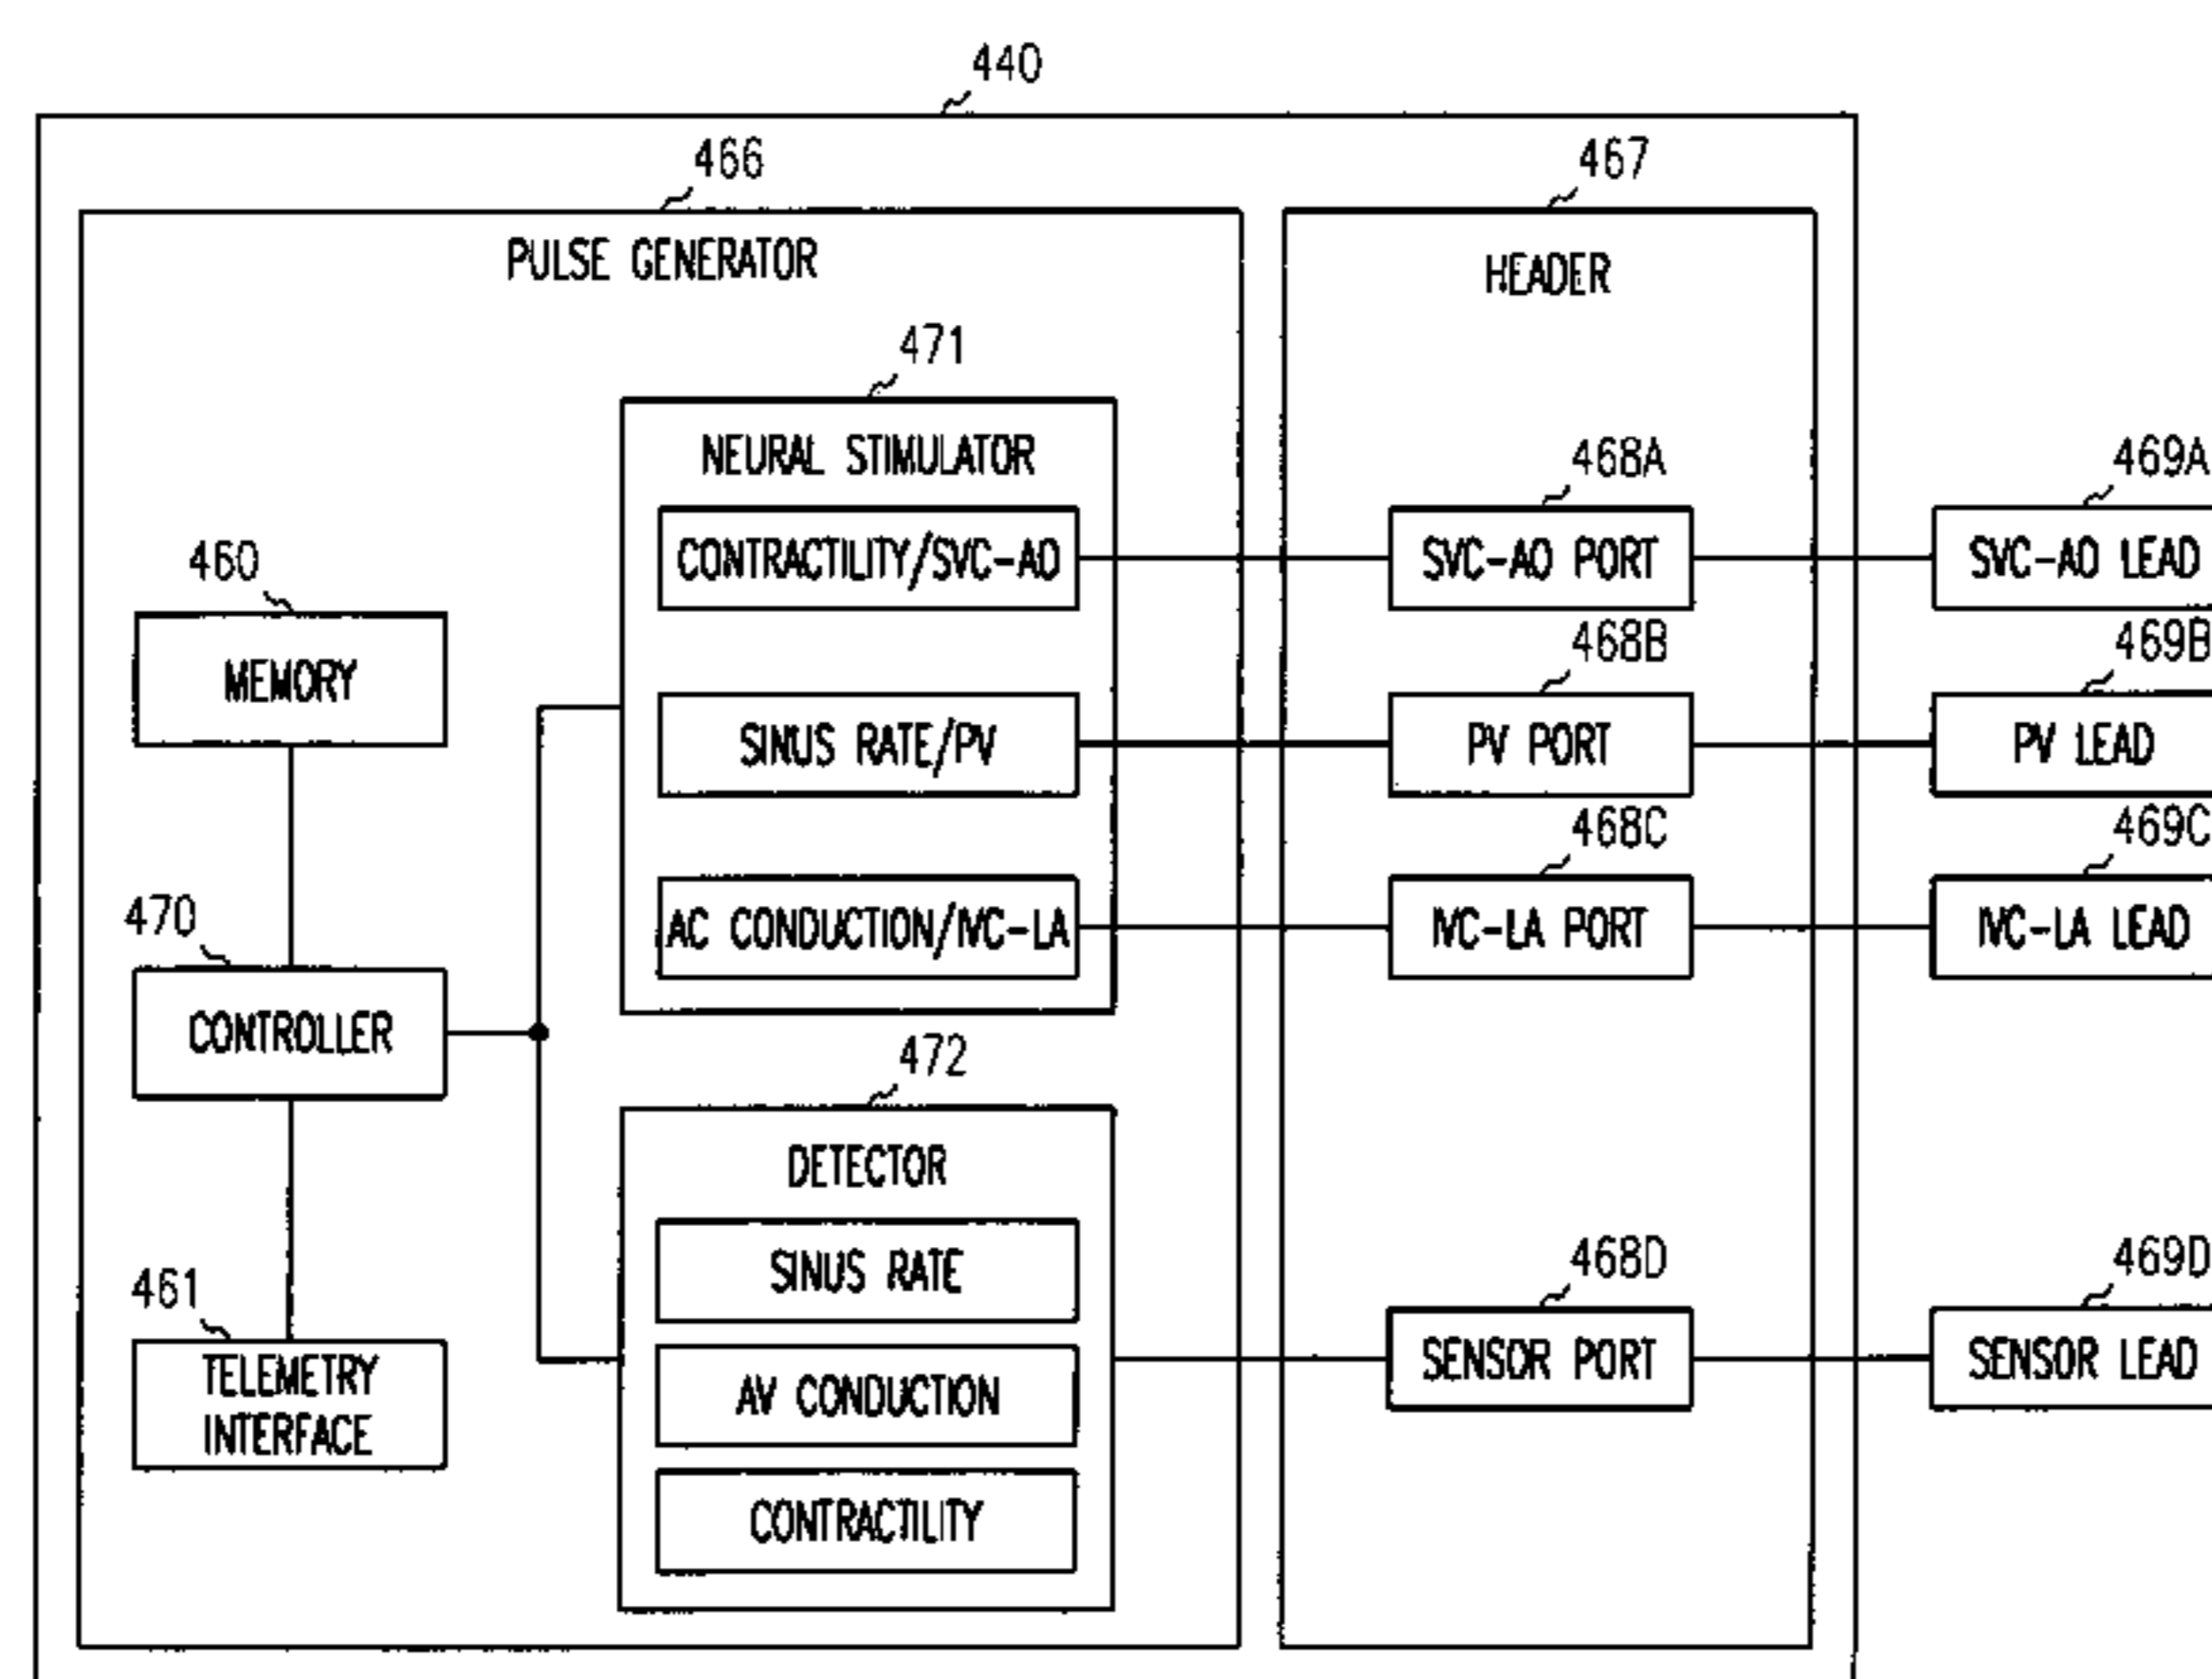 440
466
467
PULSE GENERATOR
HEADER
471
NEURAL STIMULATOR
468A
469A
CONTRACTILITY/SVC-AO
SVC-AO PORT
SVC-AO LEAD
460
468B
469B
MEMORY
SINUS RATE/PV
PV PORT
PV LEAD
468C
469C
470
AC CONDUCTION/IVC-LA
IVC-LA PORT
IVC-LA LEAD
CONTROLLER
472
DETECTOR
461
SINUS RATE
468D
469D
TELEMETRY
INTERFACE
AV CONDUCTION
SENSOR PORT
SENSOR LEAD
CONTRACTILITY